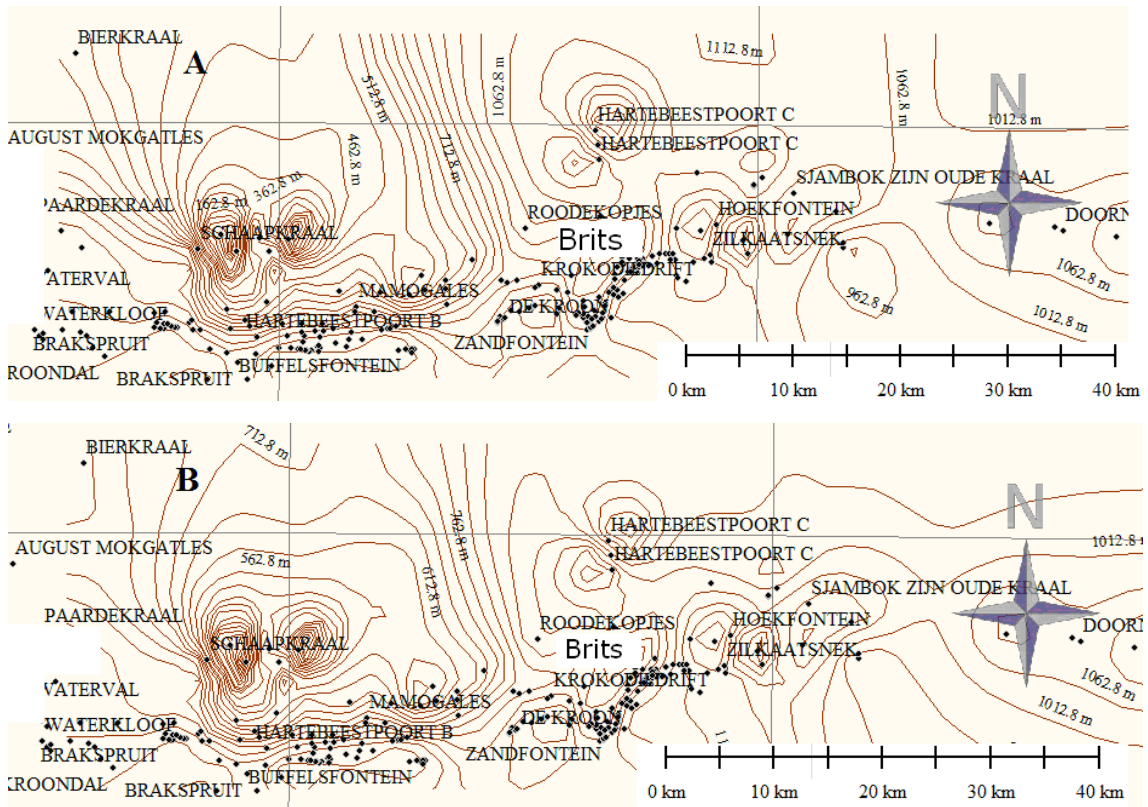 BIERKRAAL
A
512.8 m
1062.8 m
1112.8 m
1062.8 m
N
AUGUST MOKGATLES
462.8 m
712.8 m
HARTEBEESTPOORT C
HARTEBEESTPOORT C
1012.8 m
PAARDEKRAAL
162.8 m
362.8 m
SJAMBOK ZIJN OUDE KRAAL
SGHAAPKRAAL
ROODEKOPJES
HOEKFONTEIN
DOORN
Brits
ZILKAATSNEK
ATERVAL
MAMOGALES
KROKODIEDRIFT
1062.8 m
962.8 m
WATERKLOOF
HARTEBEESTPOORT B
DE KROON
1012.8 m
BRAKSPRUIT
ZANDFONTEIN
ROONDAL
BRAKSPRUIT
BUFFELSFONTEIN
0 km
10 km
20 km
30 km
40 km
712.8 m
BIERKRAAL
B
762.8 m
N
HARTEBEESTPOORT C
AUGUST MOKGATLES
562.8 m
612.8 m
HARTEBEESTPOORT C
1012.8 m
PAARDEKRAAL
SJAMBOK ZIJN OUDE KRAAL
SGHAAPKRAAL
ROODEKOPJES
HOEKFONTEIN
DOORN
Brits
ZILKAATSNEK
VATERVAL
MAMOGALES
KROKODIEDRIFT
1062.8 m
WATERKLOOF
HARTEBEESTPOORT B
DE KROON
1012.8 m
BRAKSPRUIT
ZANDFONTEIN
KROONDAL
BRAKSPRUIT
BUFFELSFONTEIN
0 km
10 km
20 km
30 km
40 km